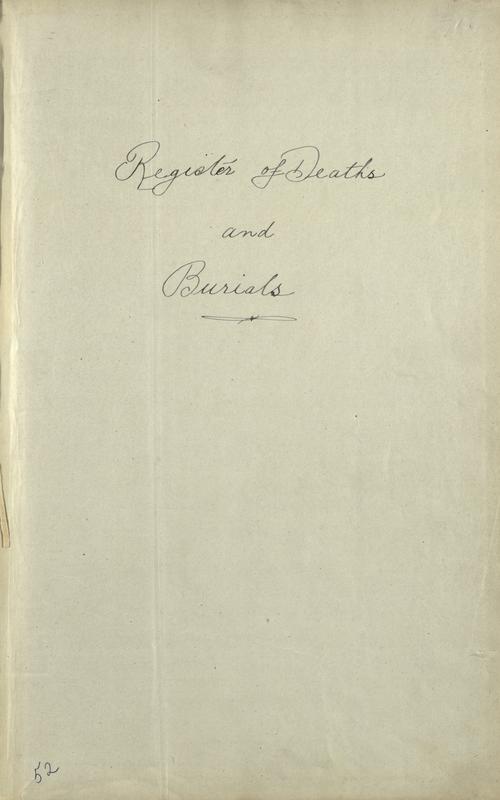 Register of Deaths
and
Burials
52